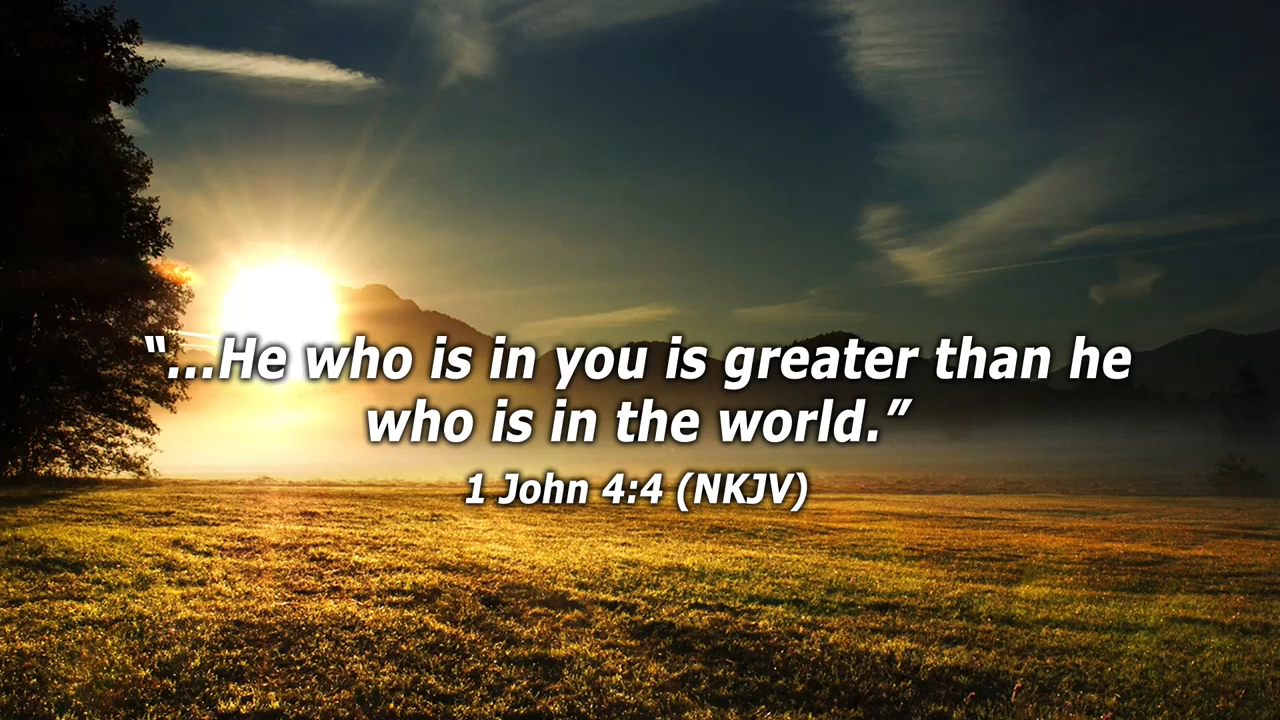 “...He who is in you is greater than he
who is in the world.”
1 John 4:4 (NKJV)